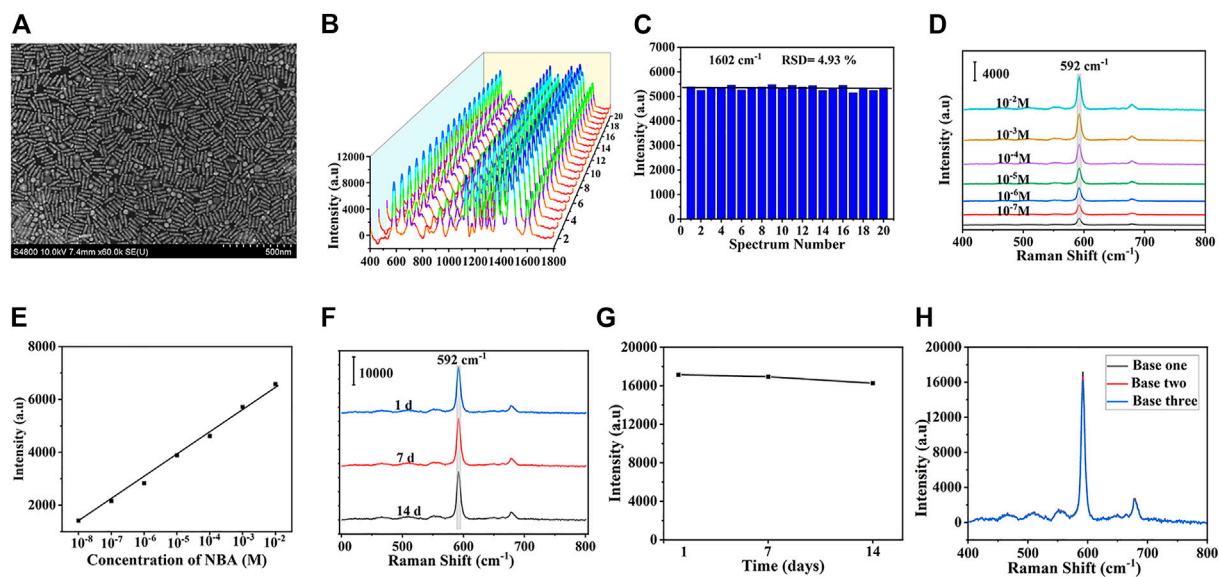 A
S4800 10.0kV 7.4mm x60.0k SE(U)
500nm
B
Intensity (a.u)
12000
8000
4000
0
400 600 800 1000 1200 1400 1600 1800
2
4
6
8
10
12
14
16
18
20
C
1602 cm⁻¹ RSD= 4.93 %
Intensity (a.u)
7000
6000
5000
4000
3000
2000
1000
0
2 4 6 8 10 12 14 16 18 20
Spectrum Number
D
4000
592 cm⁻¹
10⁻²M
10⁻³M
10⁻⁴M
10⁻⁵M
10⁻⁶M
10⁻⁷M
Intensity (a.u)
400 500 600 700 800
Raman Shift (cm⁻¹)
E
Intensity (a.u)
8000
6000
4000
2000
10⁻⁸ 10⁻⁷ 10⁻⁶ 10⁻⁵ 10⁻⁴ 10⁻³ 10⁻²
Concentration of NBA (M)
F
10000
592 cm⁻¹
1 d
7 d
14 d
Intensity (a.u)
00 500 600 700 800
Raman Shift (cm⁻¹)
G
Intensity (a.u)
20000
16000
12000
8000
4000
0
1 7 14
Time (days)
H
Intensity (a.u)
20000
16000
12000
8000
4000
0
Base one
Base two
Base three
400 500 600 700 800
Raman Shift (cm⁻¹)